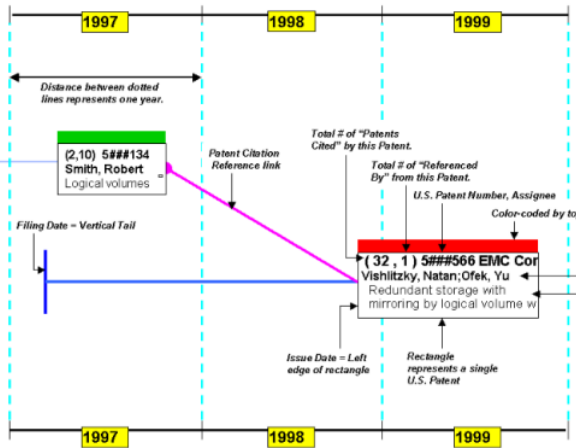 1997 1998 1999
Distance between dotted
lines represents one year.
(2,10) 5###134
Smith, Robert
Logical volumes
=
Patent Citation
Reference link
Total # of "Patents
Cited" by this Patent.
Total # of "Referenced
By" from this Patent.
U.S. Patent Number, Assignee
Color-coded by to
Filing Date = Vertical Tail
( 32 , 1 ) 5###566 EMC Cor
Vishlitzky, Natan;Ofek, Yu
Redundant storage with
mirroring by logical volume w
Issue Date = Left
edge of rectangle
Rectangle
represents a single
U.S. Patent
1997 1998 1999